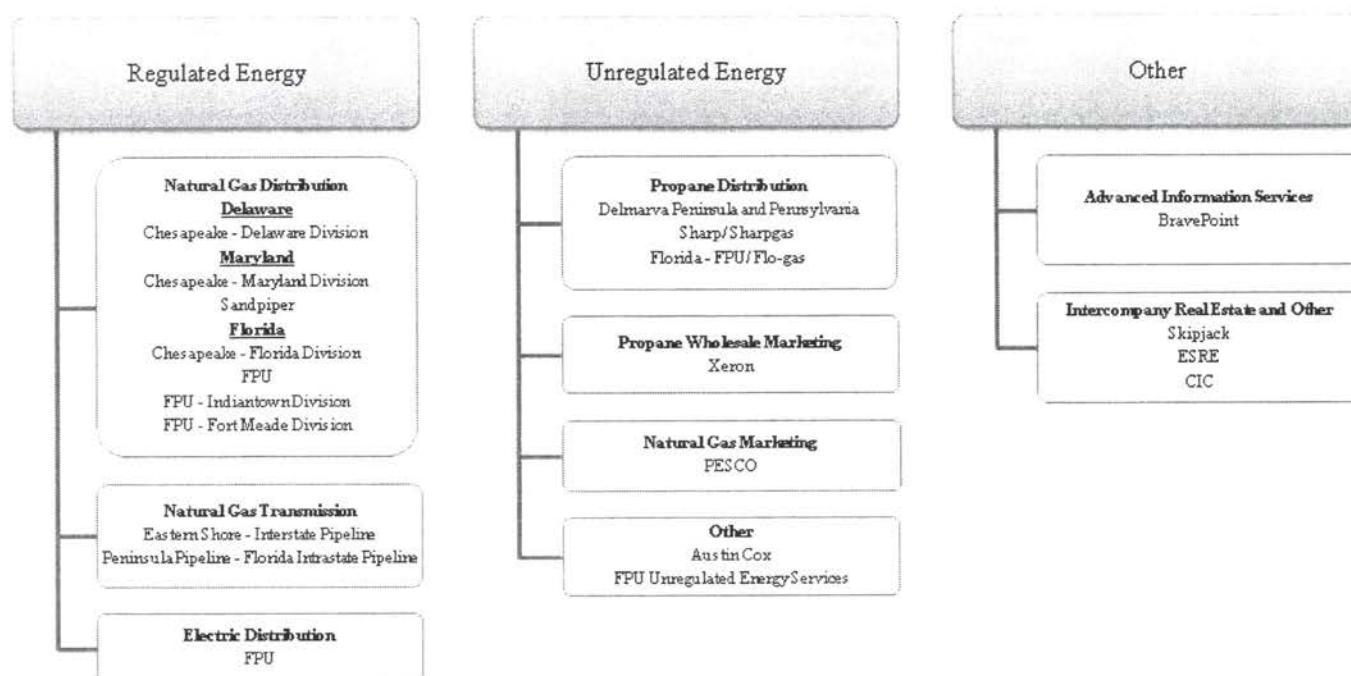 Regulated Energy
Natural Gas Distribution
Delaware
Chesapeake - Delaware Division
Maryland
Chesapeake - Maryland Division
Sandpiper
Florida
Chesapeake - Florida Division
FPU
FPU - Indiantown Division
FPU - Fort Meade Division
Natural Gas Transmission
Eastern Shore - Interstate Pipeline
Peninsula Pipeline - Florida Intrastate Pipeline
Electric Distribution
FPU
Unregulated Energy
Propane Distribution
Delmarva Peninsula and Pennsylvania
Sharp/Sharpgas
Florida - FPU/Flo-gas
Propane Wholesale Marketing
Xeron
Natural Gas Marketing
PESCO
Other
Austin Cox
FPU Unregulated Energy Services
Other
Advanced Information Services
BravePoint
Intercompany Real Estate and Other
Skipjack
ESRE
CIC